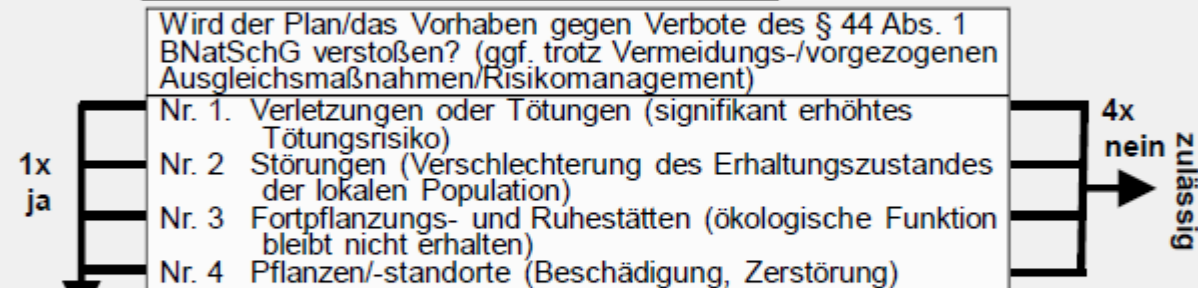 Wird der Plan/das Vorhaben gegen Verbote des § 44 Abs. 1
BNatSchG verstoßen? (ggf. trotz Vermeidungs-/vorgezogenen
Ausgleichsmaßnahmen/Risikomanagement)
Nr. 1. Verletzungen oder Tötungen (signifikant erhöhtes
Tötungsrisiko)
Nr. 2 Störungen (Verschlechterung des Erhaltungszustandes
der lokalen Population)
Nr. 3 Fortpflanzungs- und Ruhestätten (ökologische Funktion
bleibt nicht erhalten)
Nr. 4 Pflanzen/-standorte (Beschädigung, Zerstörung)
1x
ja
4x
nein
zulässig